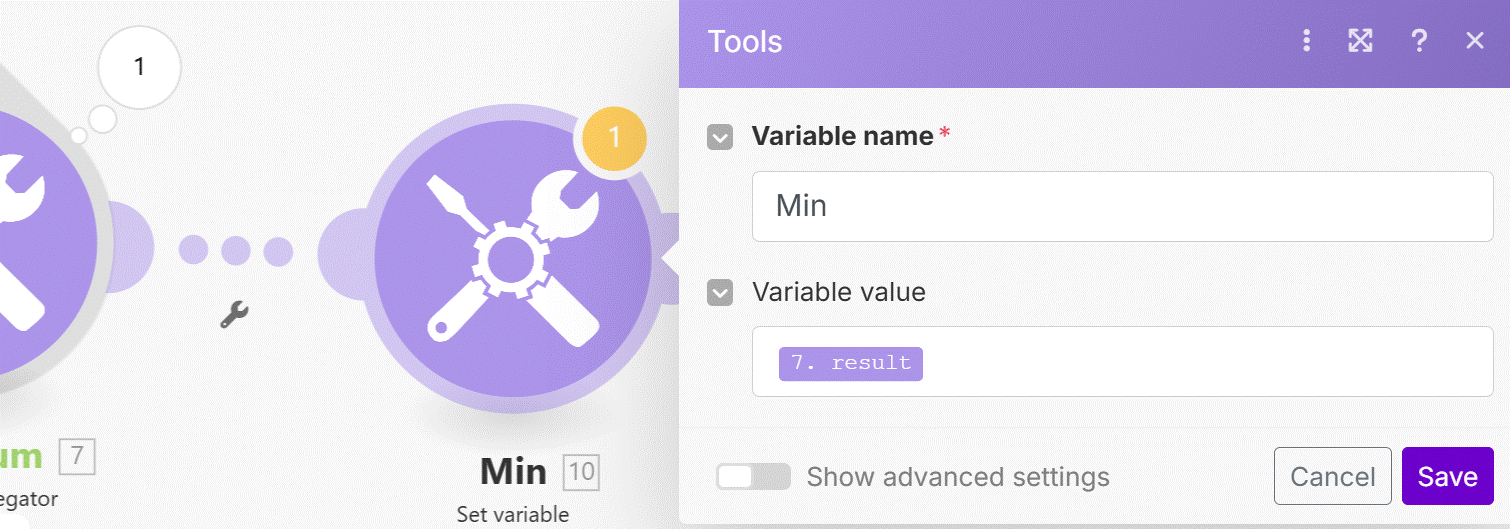 1
1
um 7
egator
Min 10
Set variable
Tools
?
Variable name *
Min
Variable value
7. result
Show advanced settings
Cancel
Save